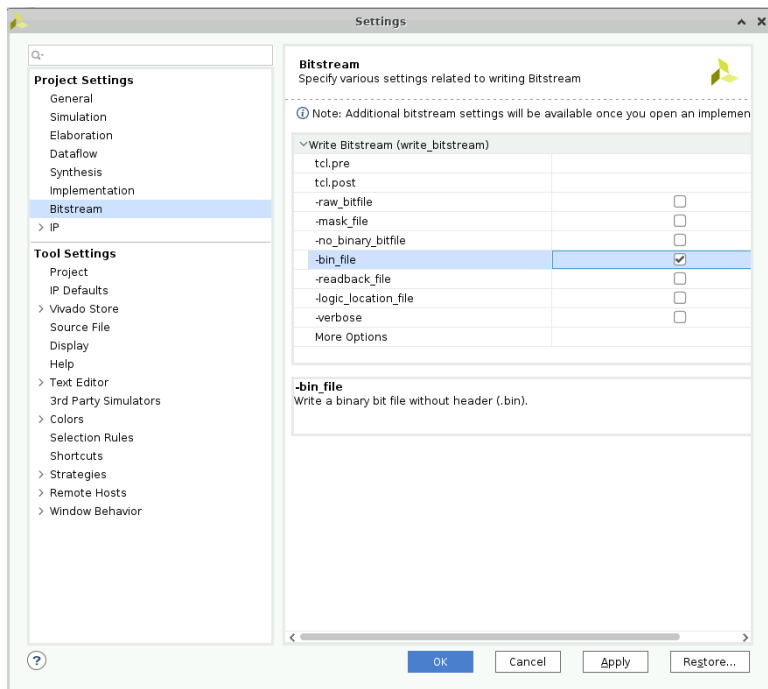 Settings
Q-
Project Settings
General
Simulation
Elaboration
Dataflow
Synthesis
Implementation
Bitstream
> IP
Tool Settings
Project
IP Defaults
> Vivado Store
Source File
Display
Help
> Text Editor
3rd Party Simulators
> Colors
Selection Rules
Shortcuts
> Strategies
> Remote Hosts
> Window Behavior
Bitstream
Specify various settings related to writing Bitstream
Note: Additional bitstream settings will be available once you open an implemen
Write Bitstream (write_bitstream)
tcl.pre
tcl.post
-raw_bitfile
-mask_file
-no_binary_bitfile
-bin_file
-readback_file
-logic_location_file
-verbose
More Options
-bin_file
Write a binary bit file without header (.bin).
?
OK
Cancel
Apply
Restore...